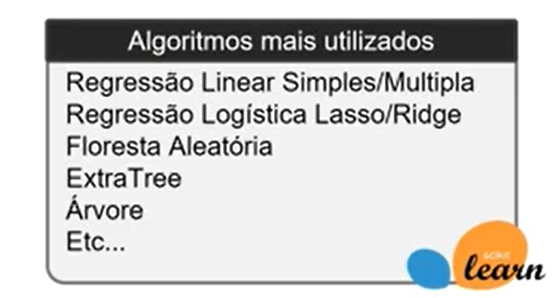 Algoritmos mais utilizados
Regressão Linear Simples/Multipla
Regressão Logística Lasso/Ridge
Floresta Aleatória
ExtraTree
Árvore
Etc...
scikit
learn